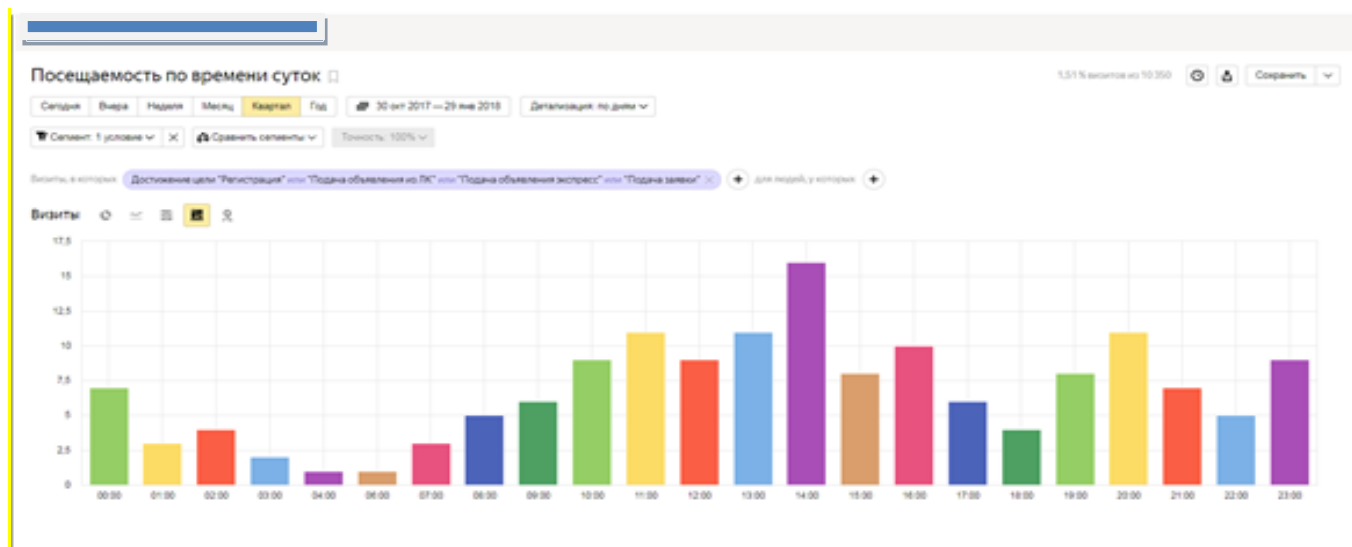 Посещаемость по времени суток
1,51 % визитов из 10 350
Сохранить
Сегодня Вчера Неделя Месяц Квартал Год 30 окт 2017 — 29 янв 2018 Детализация: по дням
Сегмент: 1 условие Сравнить сегменты Точность: 100%
Визиты, в которых Достижение цели "Регистрация" или "Подача объявления из ЛК" или "Подача объявления экспресс" или "Подача заявки" для людей, у которых
Визиты
17,5
15
12,5
10
7,5
5
2,5
0
00:00 01:00 02:00 03:00 04:00 06:00 07:00 08:00 09:00 10:00 11:00 12:00 13:00 14:00 15:00 16:00 17:00 18:00 19:00 20:00 21:00 22:00 23:00